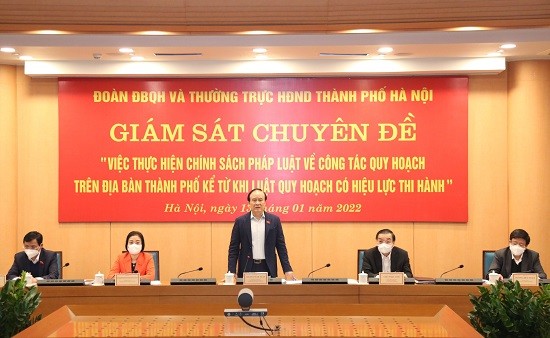 ĐOÀN ĐBQH VÀ THƯỜNG TRỰC HĐND THÀNH PHỐ HÀ NỘI
GIÁM SÁT CHUYÊN ĐỀ
"VIỆC THỰC HIỆN CHÍNH SÁCH PHÁP LUẬT VỀ CÔNG TÁC QUY HOẠCH
TRÊN ĐỊA BÀN THÀNH PHỐ KỂ TỪ KHI LUẬT QUY HOẠCH CÓ HIỆU LỰC THI HÀNH"
Hà Nội, ngày tháng 01 năm 2022